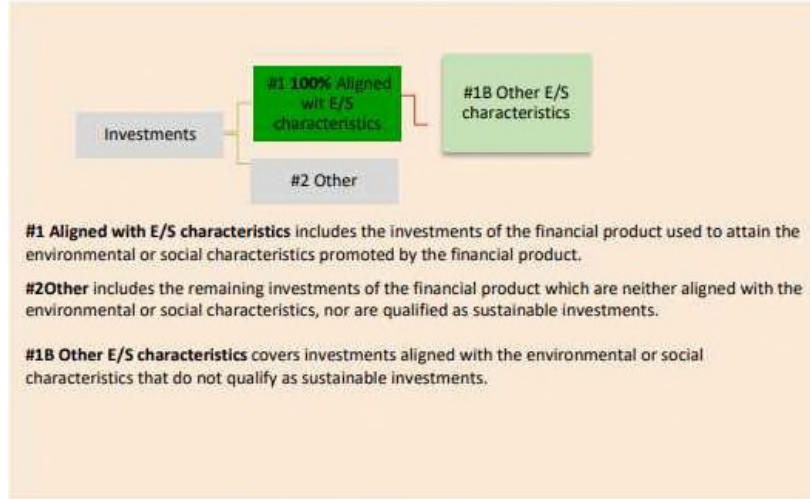 #1 100% Aligned
wit E/S
characteristics
#1B Other E/S
characteristics
Investments
#2 Other
#1 Aligned with E/S characteristics includes the investments of the financial product used to attain the
environmental or social characteristics promoted by the financial product.
#2Other includes the remaining investments of the financial product which are neither aligned with the
environmental or social characteristics, nor are qualified as sustainable investments.
#1B Other E/S characteristics covers investments aligned with the environmental or social
characteristics that do not qualify as sustainable investments.